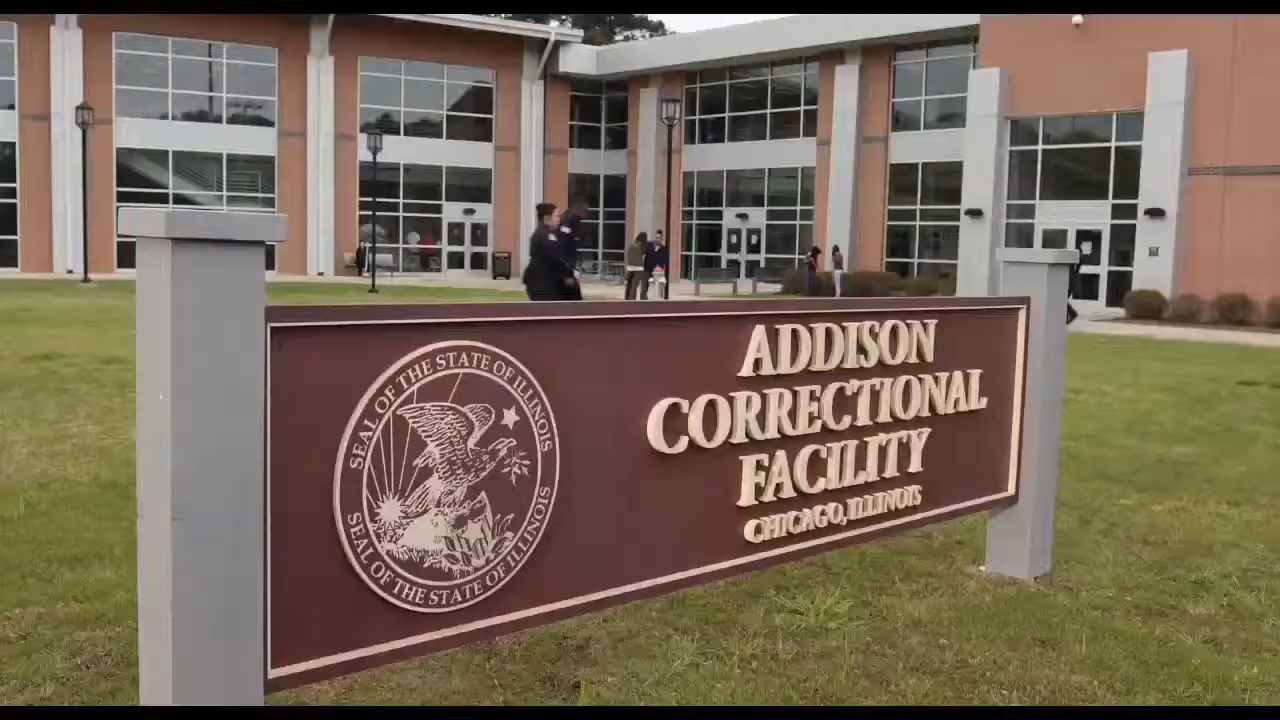 SEAL OF THE STATE OF ILLINOIS
SEAL OF THE STATE OF ILLINOIS
ADDISON
CORRECTIONAL
FACILITY
CHICAGO, ILLINOIS